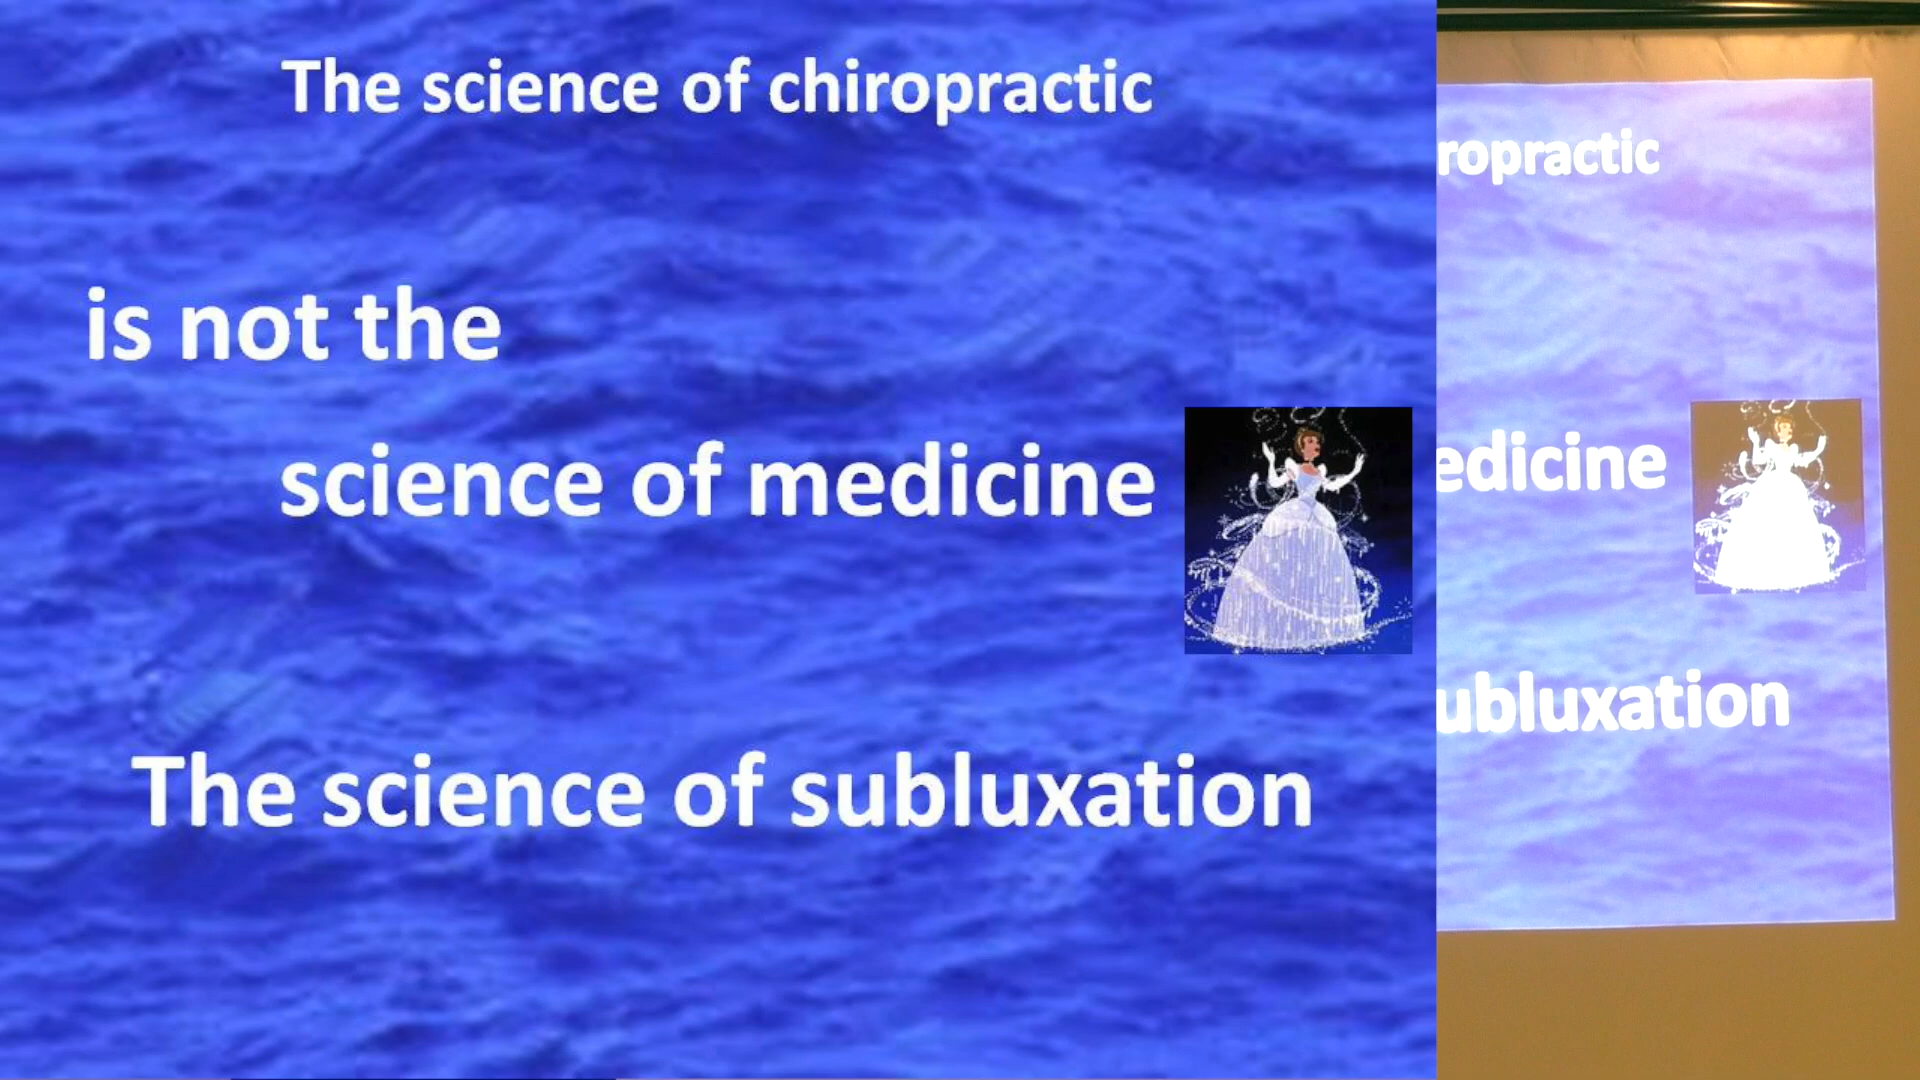 The science of chiropractic
is not the
science of medicine
The science of subluxation
ropractic
edicine
ubluxation